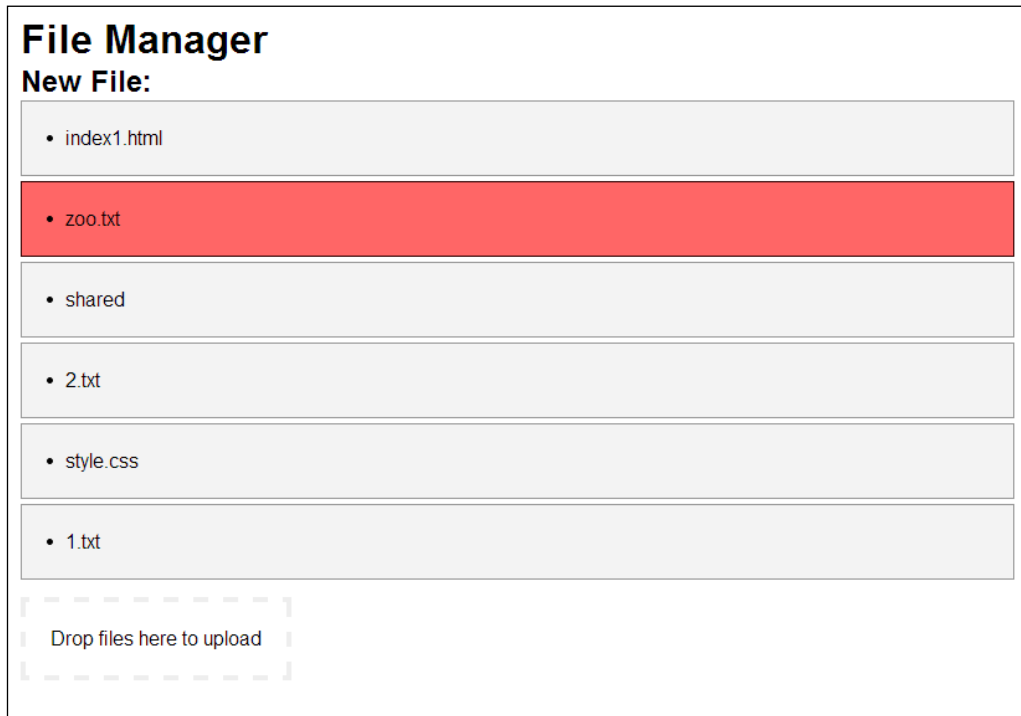 File Manager
New File:
• index1.html
• zoo.txt
• shared
• 2.txt
• style.css
• 1.txt
Drop files here to upload